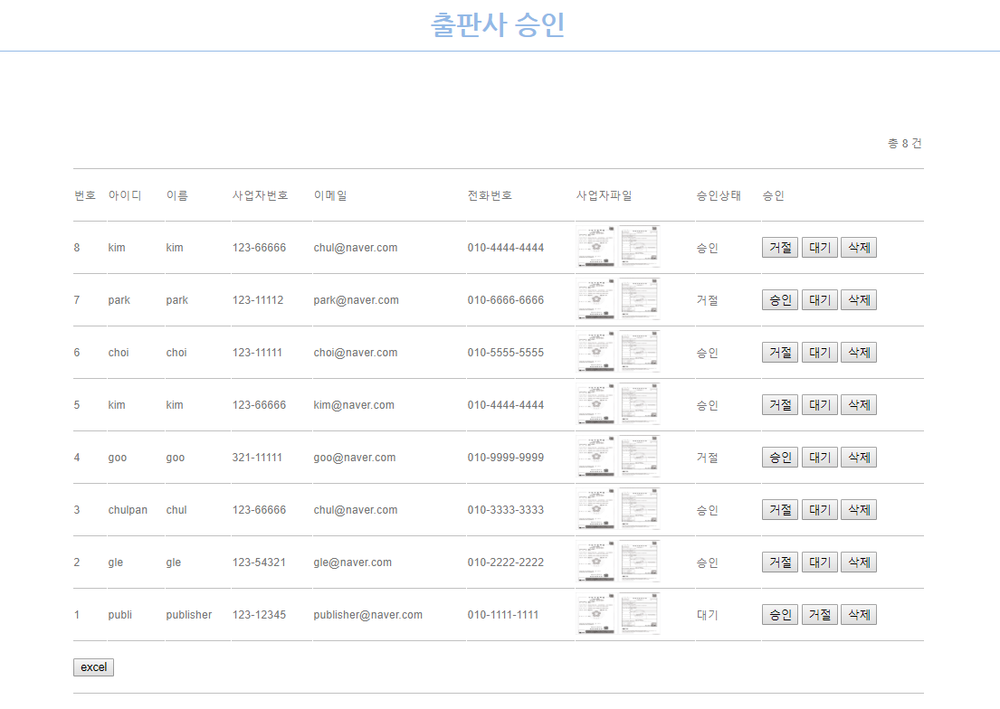 출판사 승인
총 8 건
번호 아이디 이름 사업자번호 이메일 전화번호 사업자파일 승인상태 승인
8 kim kim 123-66666 chul@naver.com 010-4444-4444 승인 거절 대기 삭제
7 park park 123-11112 park@naver.com 010-6666-6666 거절 승인 대기 삭제
6 choi choi 123-11111 choi@naver.com 010-5555-5555 승인 거절 대기 삭제
5 kim kim 123-66666 kim@naver.com 010-4444-4444 승인 거절 대기 삭제
4 goo goo 321-11111 goo@naver.com 010-9999-9999 거절 승인 대기 삭제
3 chulpan chul 123-66666 chul@naver.com 010-3333-3333 승인 거절 대기 삭제
2 gle gle 123-54321 gle@naver.com 010-2222-2222 승인 거절 대기 삭제
1 publi publisher 123-12345 publisher@naver.com 010-1111-1111 대기 승인 거절 삭제
excel